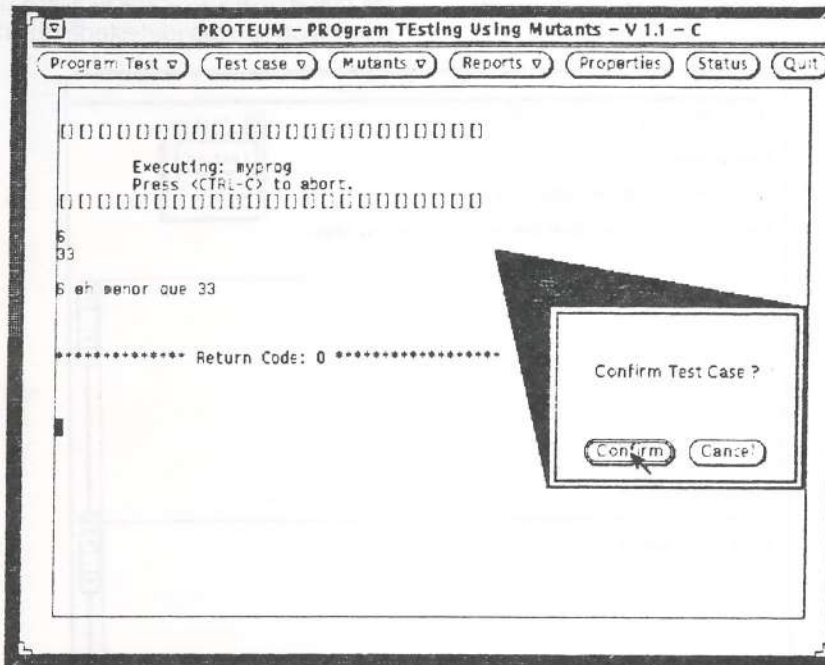 PROTEUM – PROgram TEsting Using Mutants – V 1.1 – C
Program Test Test case Mutants Reports Properties Status Quit
[] [] [] [] [] [] [] [] [] [] [] [] [] [] [] [] [] [] [] [] [] [] []
Executing: myprog
Press <CTRL-C> to abort.
[] [] [] [] [] [] [] [] [] [] [] [] [] [] [] [] [] [] [] [] [] [] []
6
33
6 eh menor que 33
************** Return Code: 0 ******************
Confirm Test Case ?
Confirm Cancel